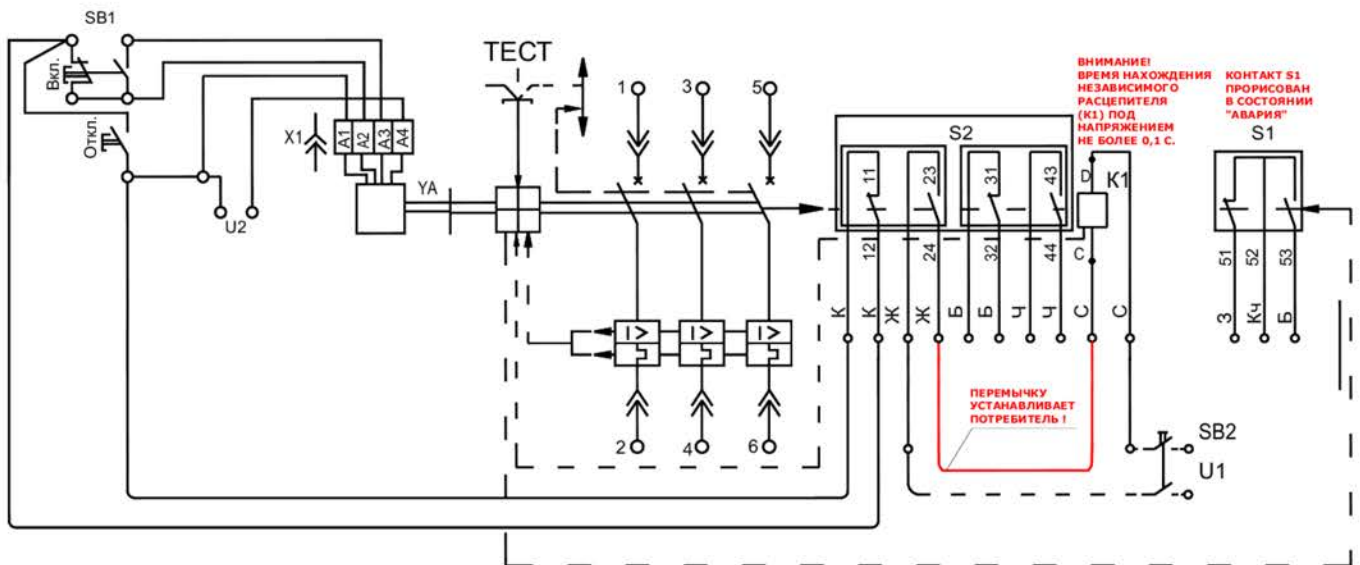 SB1
Вкл.
Откл.
X1
A1
A2
A3
A4
U2
YA
ТЕСТ
1
3
5
2
4
6
I>
I>
I>
S2
11
23
31
43
12
24
32
44
D
K1
C
ВНИМАНИЕ!
ВРЕМЯ НАХОЖДЕНИЯ
НЕЗАВИСИМОГО
РАСЦЕПИТЕЛЯ
(К1) ПОД
НАПРЯЖЕНИЕМ
НЕ БОЛЕЕ 0,1 С.
КОНТАКТ S1
ПРОРИСОВАН
В СОСТОЯНИИ
"АВАРИЯ"
S1
51
52
53
К
К
Ж
Ж
Б
Б
Ч
Ч
С
С
З
Кч
Б
ПЕРЕМЫЧКУ
УСТАНАВЛИВАЕТ
ПОТРЕБИТЕЛЬ !
SB2
U1